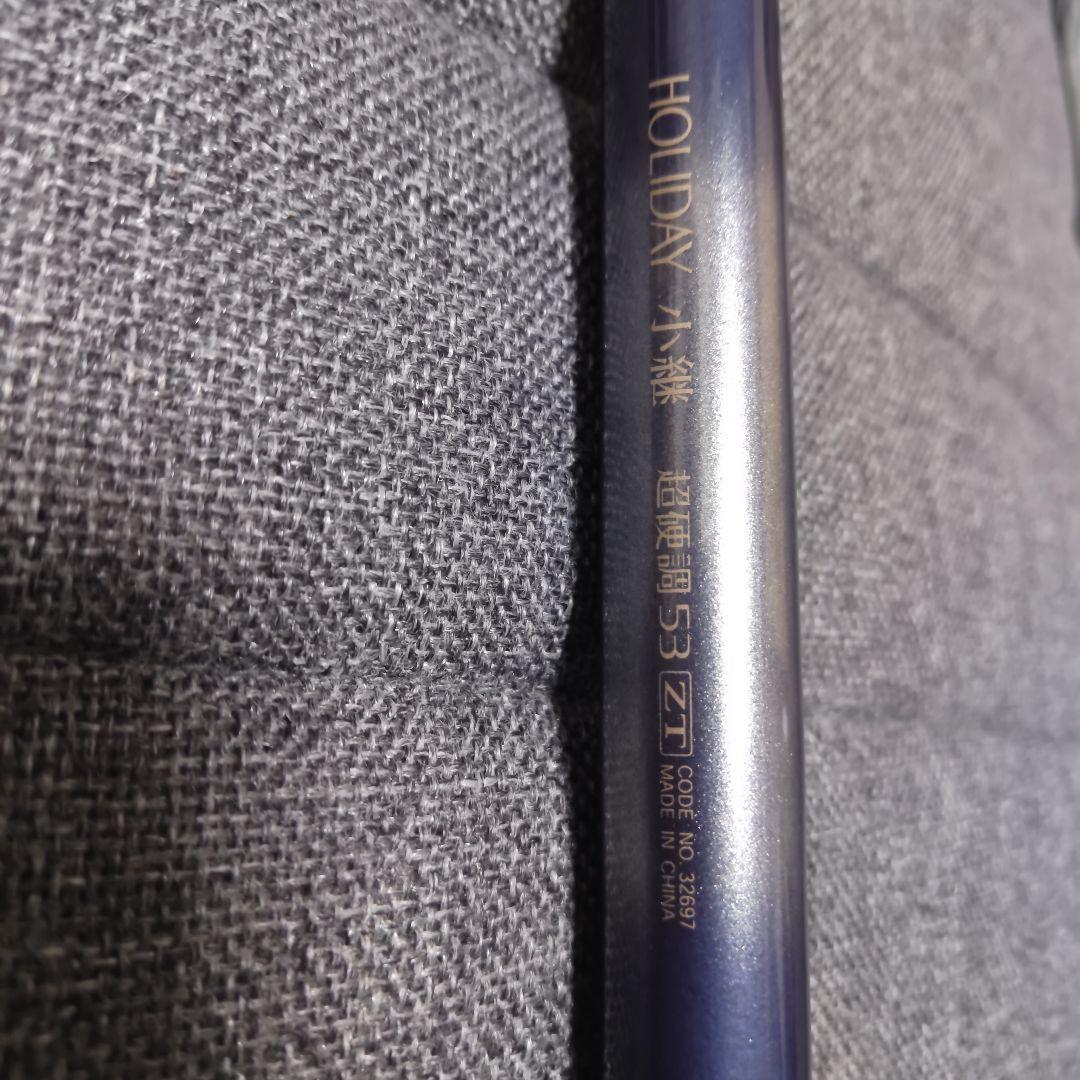 HOLIDAY 小継 超硬調 53 ZT
CODE NO. 32697
MADE IN CHINA